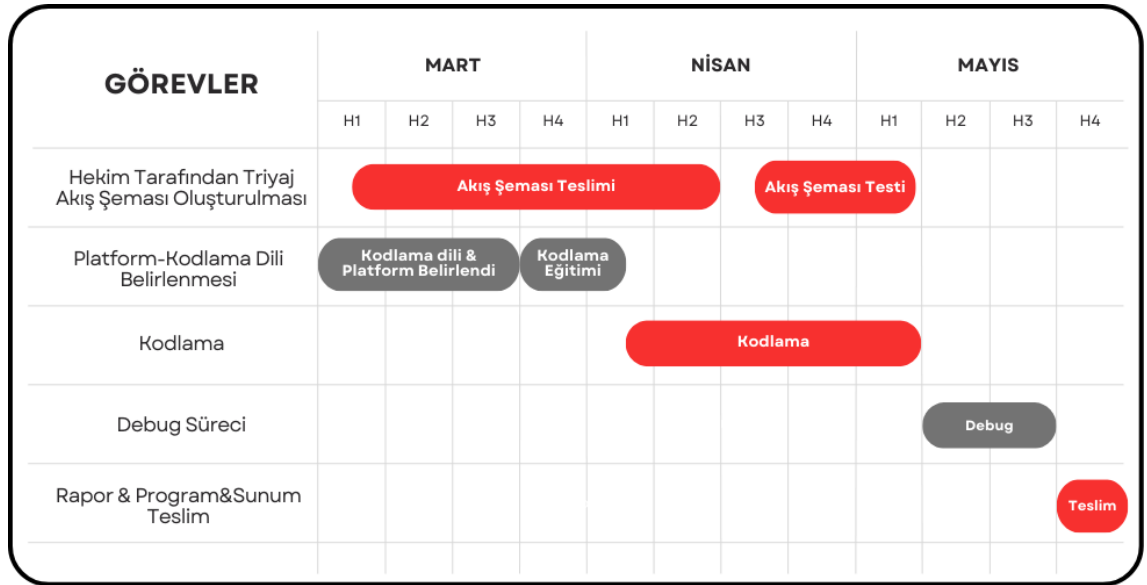 GÖREVLER
MART
NİSAN
MAYIS
H1 H2 H3 H4 H1 H2 H3 H4 H1 H2 H3 H4
Hekim Tarafından Triyaj
Akış Şeması Oluşturulması
Akış Şeması Teslimi
Akış Şeması Testi
Platform-Kodlama Dili
Belirlenmesi
Kodlama dili &
Platform Belirlendi
Kodlama
Eğitimi
Kodlama
Kodlama
Debug Süreci
Debug
Rapor & Program&Sunum
Teslim
Teslim